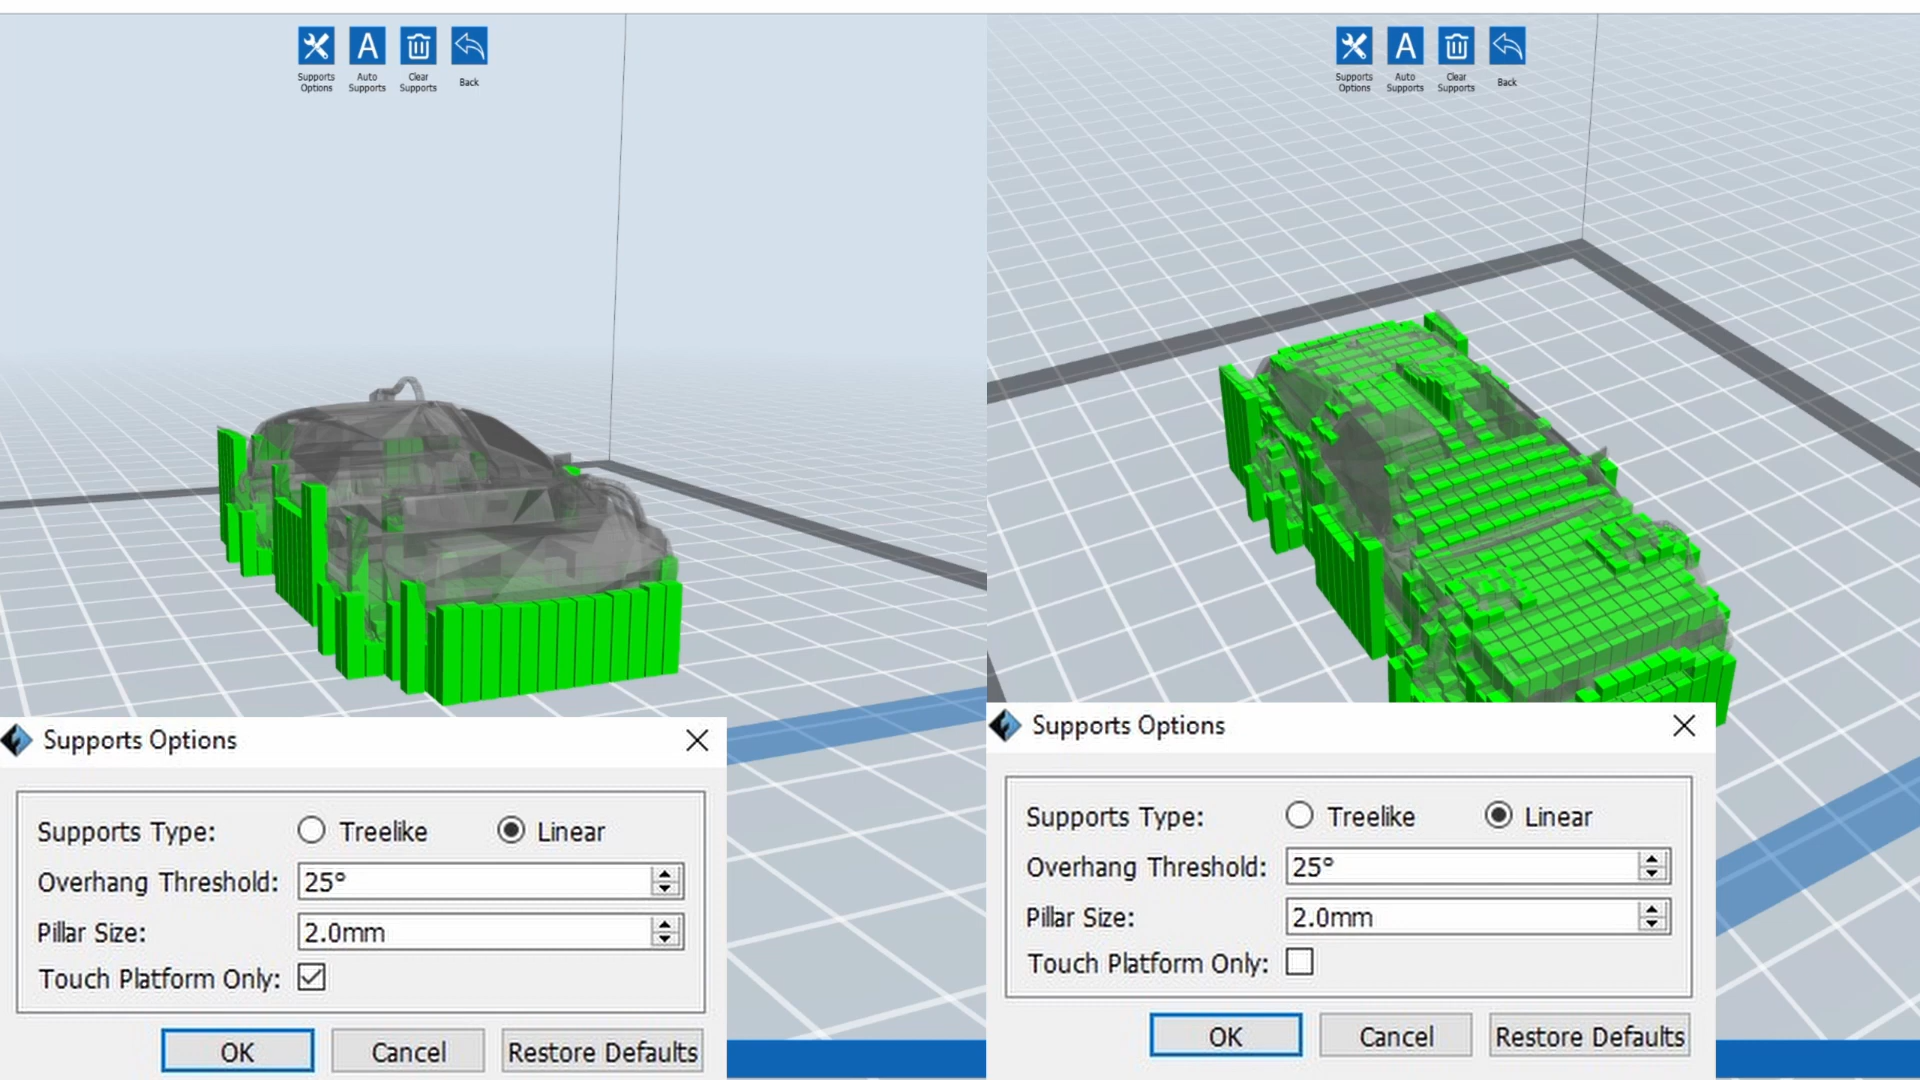 Supports
Options
Auto
Supports
Clear
Supports
Back
Supports Options
Supports Type: Treelike Linear
Overhang Threshold: 25°
Pillar Size: 2.0mm
Touch Platform Only:
OK Cancel Restore Defaults
Supports
Options
Auto
Supports
Clear
Supports
Back
Supports Options
Supports Type: Treelike Linear
Overhang Threshold: 25°
Pillar Size: 2.0mm
Touch Platform Only:
OK Cancel Restore Defaults